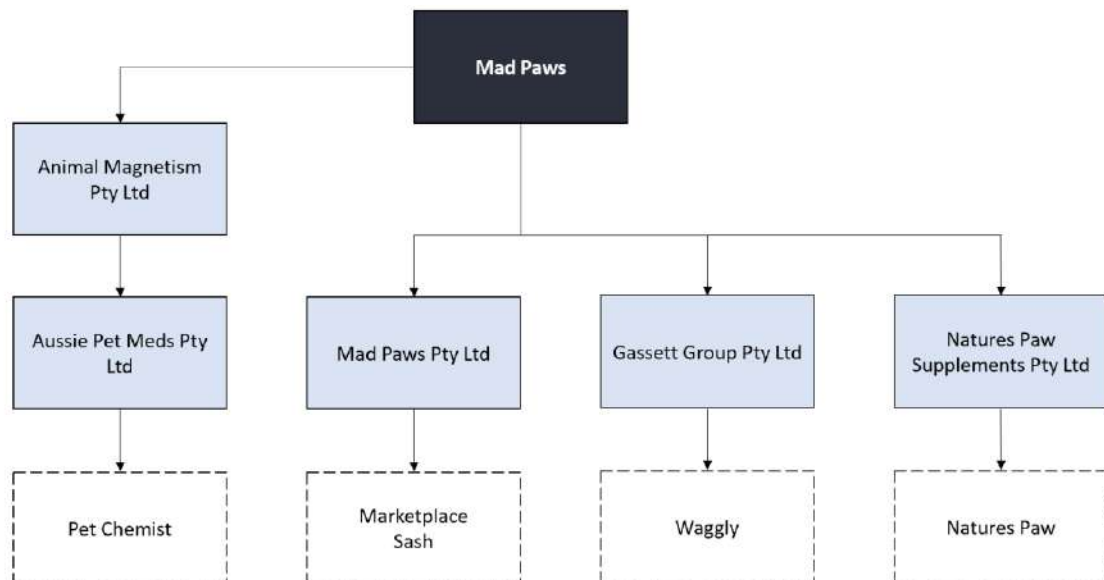 Mad Paws
Animal Magnetism
Pty Ltd
Aussie Pet Meds Pty
Ltd
Mad Paws Pty Ltd
Gassett Group Pty Ltd
Natures Paw
Supplements Pty Ltd
Pet Chemist
Marketplace
Sash
Waggly
Natures Paw